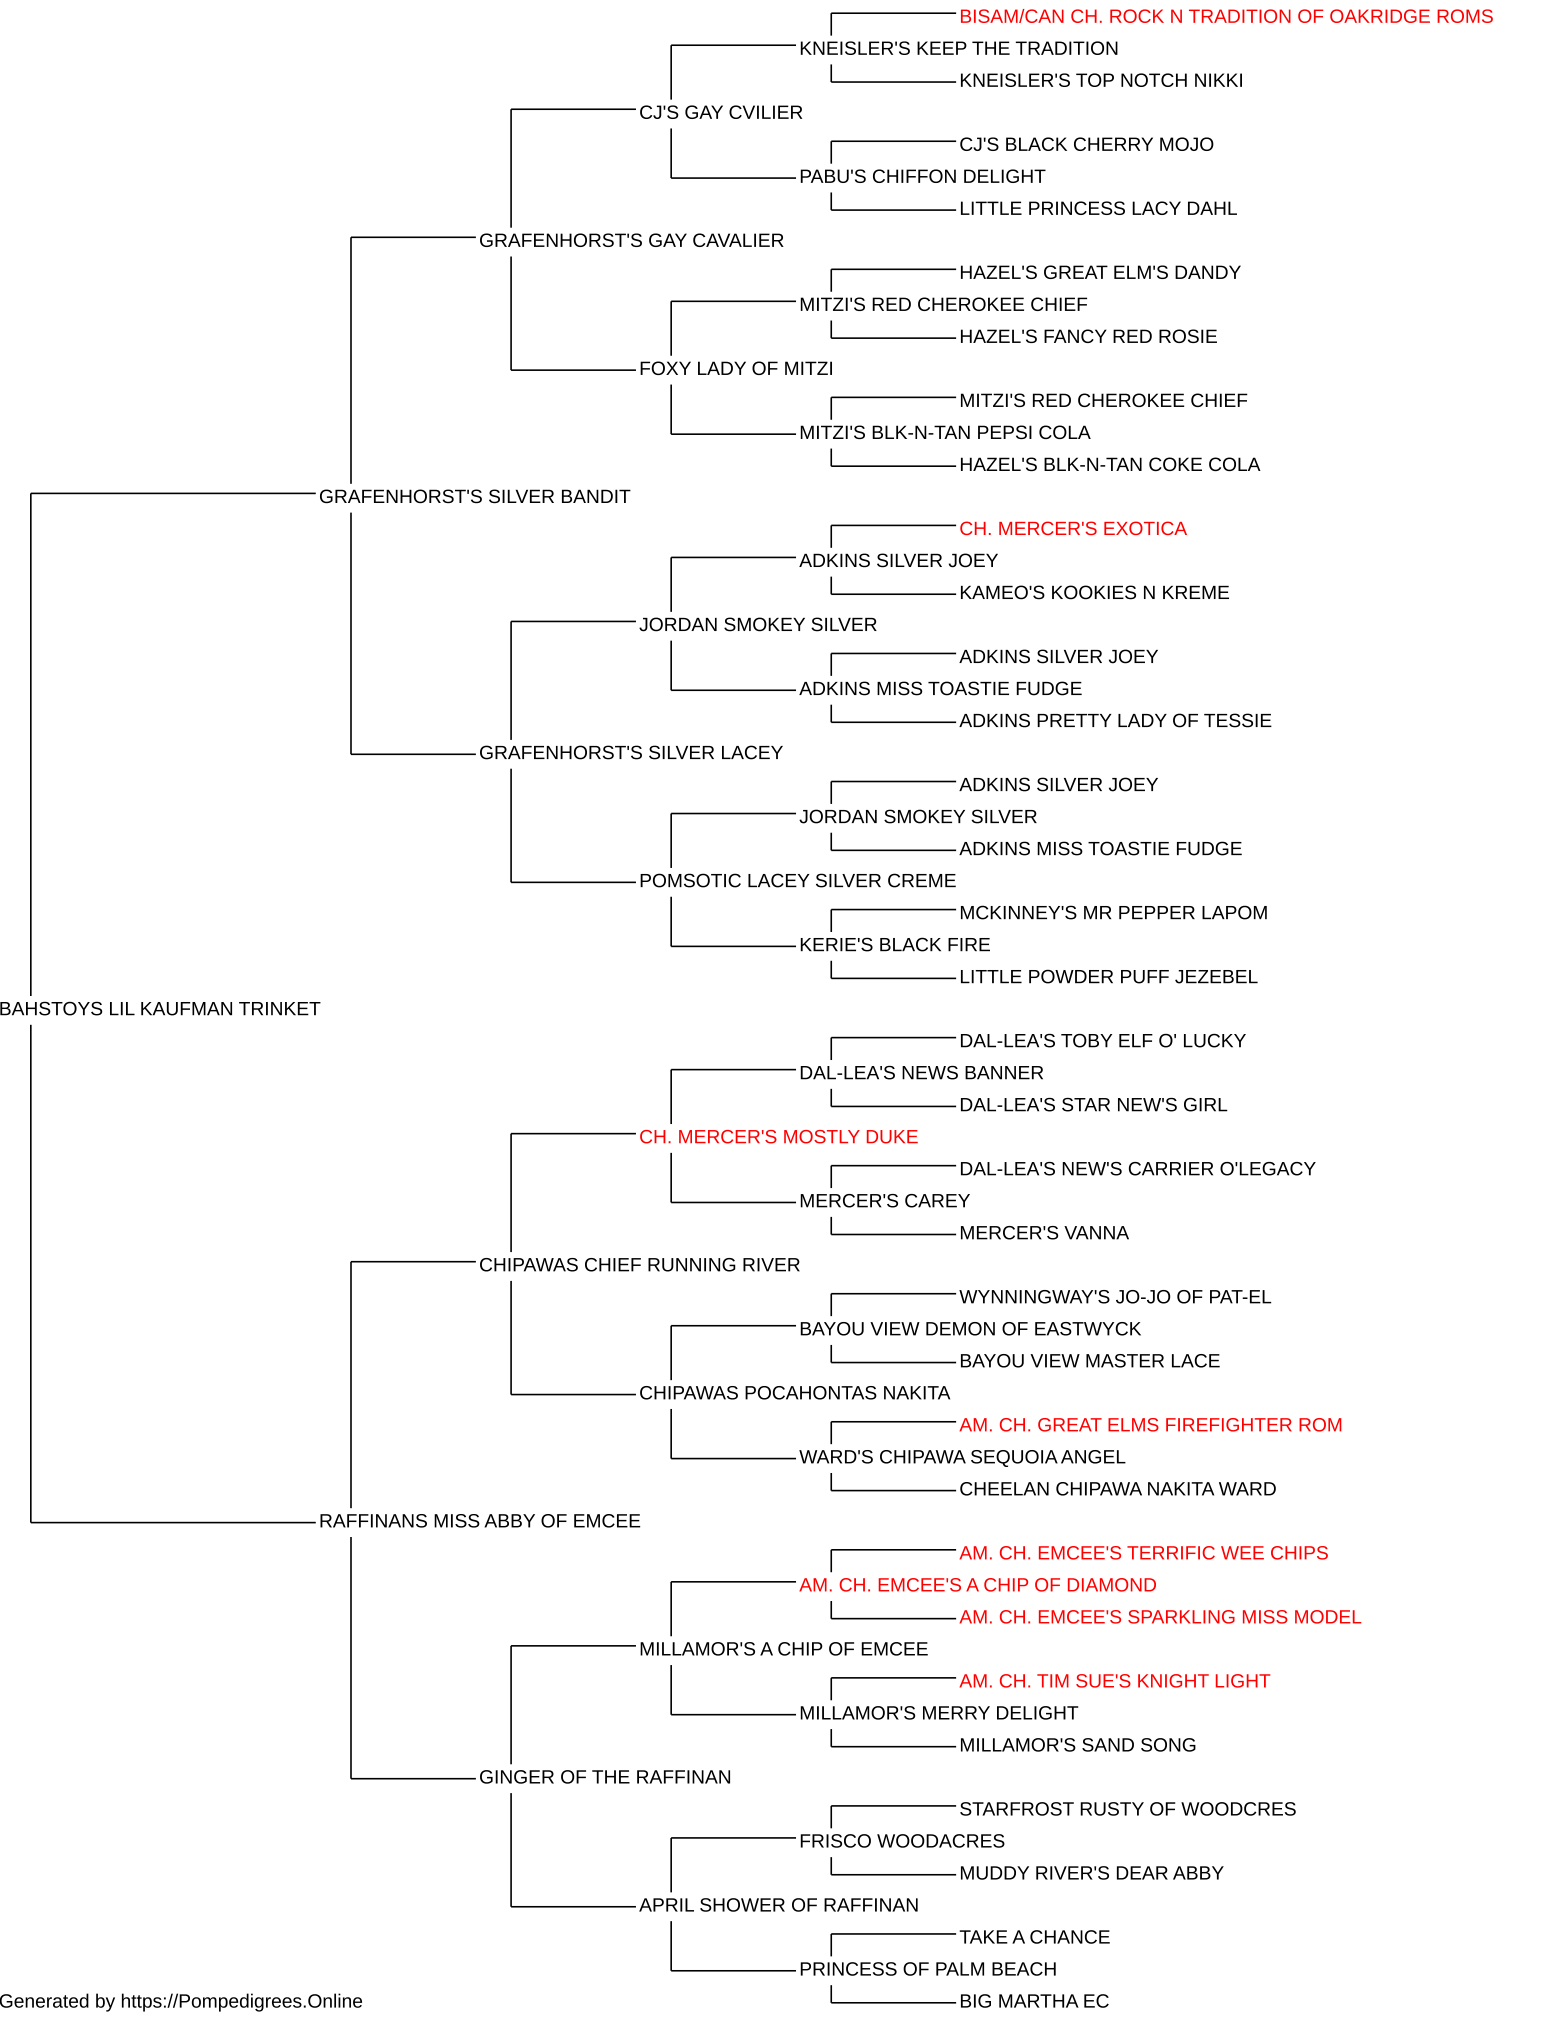 BISAM/CAN CH. ROCK N TRADITION OF OAKRIDGE ROMS
KNEISLER'S KEEP THE TRADITION
KNEISLER'S TOP NOTCH NIKKI
CJ'S GAY CVILIER
CJ'S BLACK CHERRY MOJO
PABU'S CHIFFON DELIGHT
LITTLE PRINCESS LACY DAHL
GRAFENHORST'S GAY CAVALIER
HAZEL'S GREAT ELM'S DANDY
MITZI'S RED CHEROKEE CHIEF
HAZEL'S FANCY RED ROSIE
FOXY LADY OF MITZI
MITZI'S RED CHEROKEE CHIEF
MITZI'S BLK-N-TAN PEPSI COLA
HAZEL'S BLK-N-TAN COKE COLA
GRAFENHORST'S SILVER BANDIT
CH. MERCER'S EXOTICA
ADKINS SILVER JOEY
KAMEO'S KOOKIES N KREME
JORDAN SMOKEY SILVER
ADKINS SILVER JOEY
ADKINS MISS TOASTIE FUDGE
ADKINS PRETTY LADY OF TESSIE
GRAFENHORST'S SILVER LACEY
ADKINS SILVER JOEY
JORDAN SMOKEY SILVER
ADKINS MISS TOASTIE FUDGE
POMSOTIC LACEY SILVER CREME
MCKINNEY'S MR PEPPER LAPOM
KERIE'S BLACK FIRE
LITTLE POWDER PUFF JEZEBEL
BAHSTOYS LIL KAUFMAN TRINKET
DAL-LEA'S TOBY ELF O' LUCKY
DAL-LEA'S NEWS BANNER
DAL-LEA'S STAR NEW'S GIRL
CH. MERCER'S MOSTLY DUKE
DAL-LEA'S NEW'S CARRIER O'LEGACY
MERCER'S CAREY
MERCER'S VANNA
CHIPAWAS CHIEF RUNNING RIVER
WYNNINGWAY'S JO-JO OF PAT-EL
BAYOU VIEW DEMON OF EASTWYCK
BAYOU VIEW MASTER LACE
CHIPAWAS POCAHONTAS NAKITA
AM. CH. GREAT ELMS FIREFIGHTER ROM
WARD'S CHIPAWA SEQUOIA ANGEL
CHEELAN CHIPAWA NAKITA WARD
RAFFINANS MISS ABBY OF EMCEE
AM. CH. EMCEE'S TERRIFIC WEE CHIPS
AM. CH. EMCEE'S A CHIP OF DIAMOND
AM. CH. EMCEE'S SPARKLING MISS MODEL
MILLAMOR'S A CHIP OF EMCEE
AM. CH. TIM SUE'S KNIGHT LIGHT
MILLAMOR'S MERRY DELIGHT
MILLAMOR'S SAND SONG
GINGER OF THE RAFFINAN
STARFROST RUSTY OF WOODCRES
FRISCO WOODACRES
MUDDY RIVER'S DEAR ABBY
APRIL SHOWER OF RAFFINAN
TAKE A CHANCE
PRINCESS OF PALM BEACH
BIG MARTHA EC
Generated by https://Pompedigrees.Online